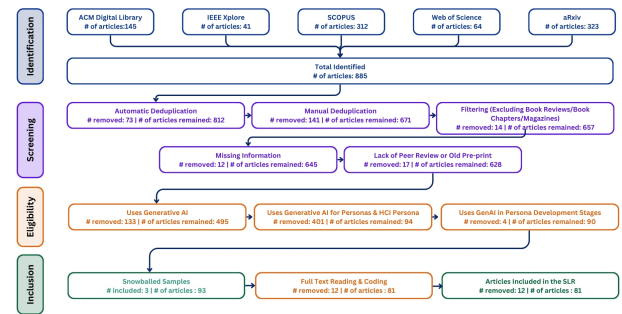 Identification
ACM Digital Library
# of articles:145
IEEE Xplore
# of articles: 41
SCOPUS
# of articles: 312
Web of Science
# of articles: 64
aRxiv
# of articles: 323
Total Identified
# of articles: 885
Screening
Automatic Deduplication
# removed: 73 | # of articles remained: 812
Manual Deduplication
# removed: 141 | # of articles remained: 671
Filtering (Excluding Book Reviews/Book
Chapters/Magazines)
# removed: 14 | # of articles remained: 657
Missing Information
# removed: 12 | # of articles remained: 645
Lack of Peer Review or Old Pre-print
# removed: 17 | # of articles remained: 628
Eligibility
Uses Generative AI
# removed: 133 | # of articles remained: 495
Uses Generative AI for Personas & HCI Persona
# removed: 401 | # of articles remained: 94
Uses GenAI in Persona Development Stages
# removed: 4 | # of articles remained: 90
Inclusion
Snowballed Samples
# Included: 3 | # of articles : 93
Full Text Reading & Coding
# removed: 12 | # of articles : 81
Articles Included in the SLR
# removed: 12 | # of articles : 81